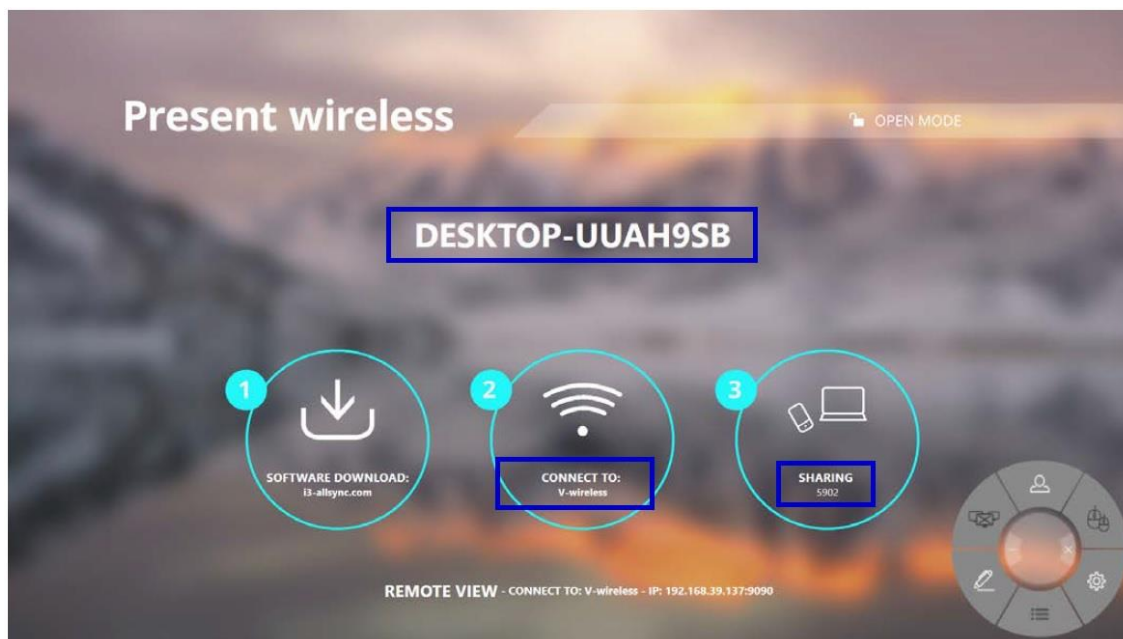 Present wireless
OPEN MODE
DESKTOP-UUAH9SB
1
SOFTWARE DOWNLOAD:
i3-allsync.com
2
CONNECT TO:
V-wireless
3
SHARING
5902
REMOTE VIEW - CONNECT TO: V-wireless - IP: 192.168.39.137:9090